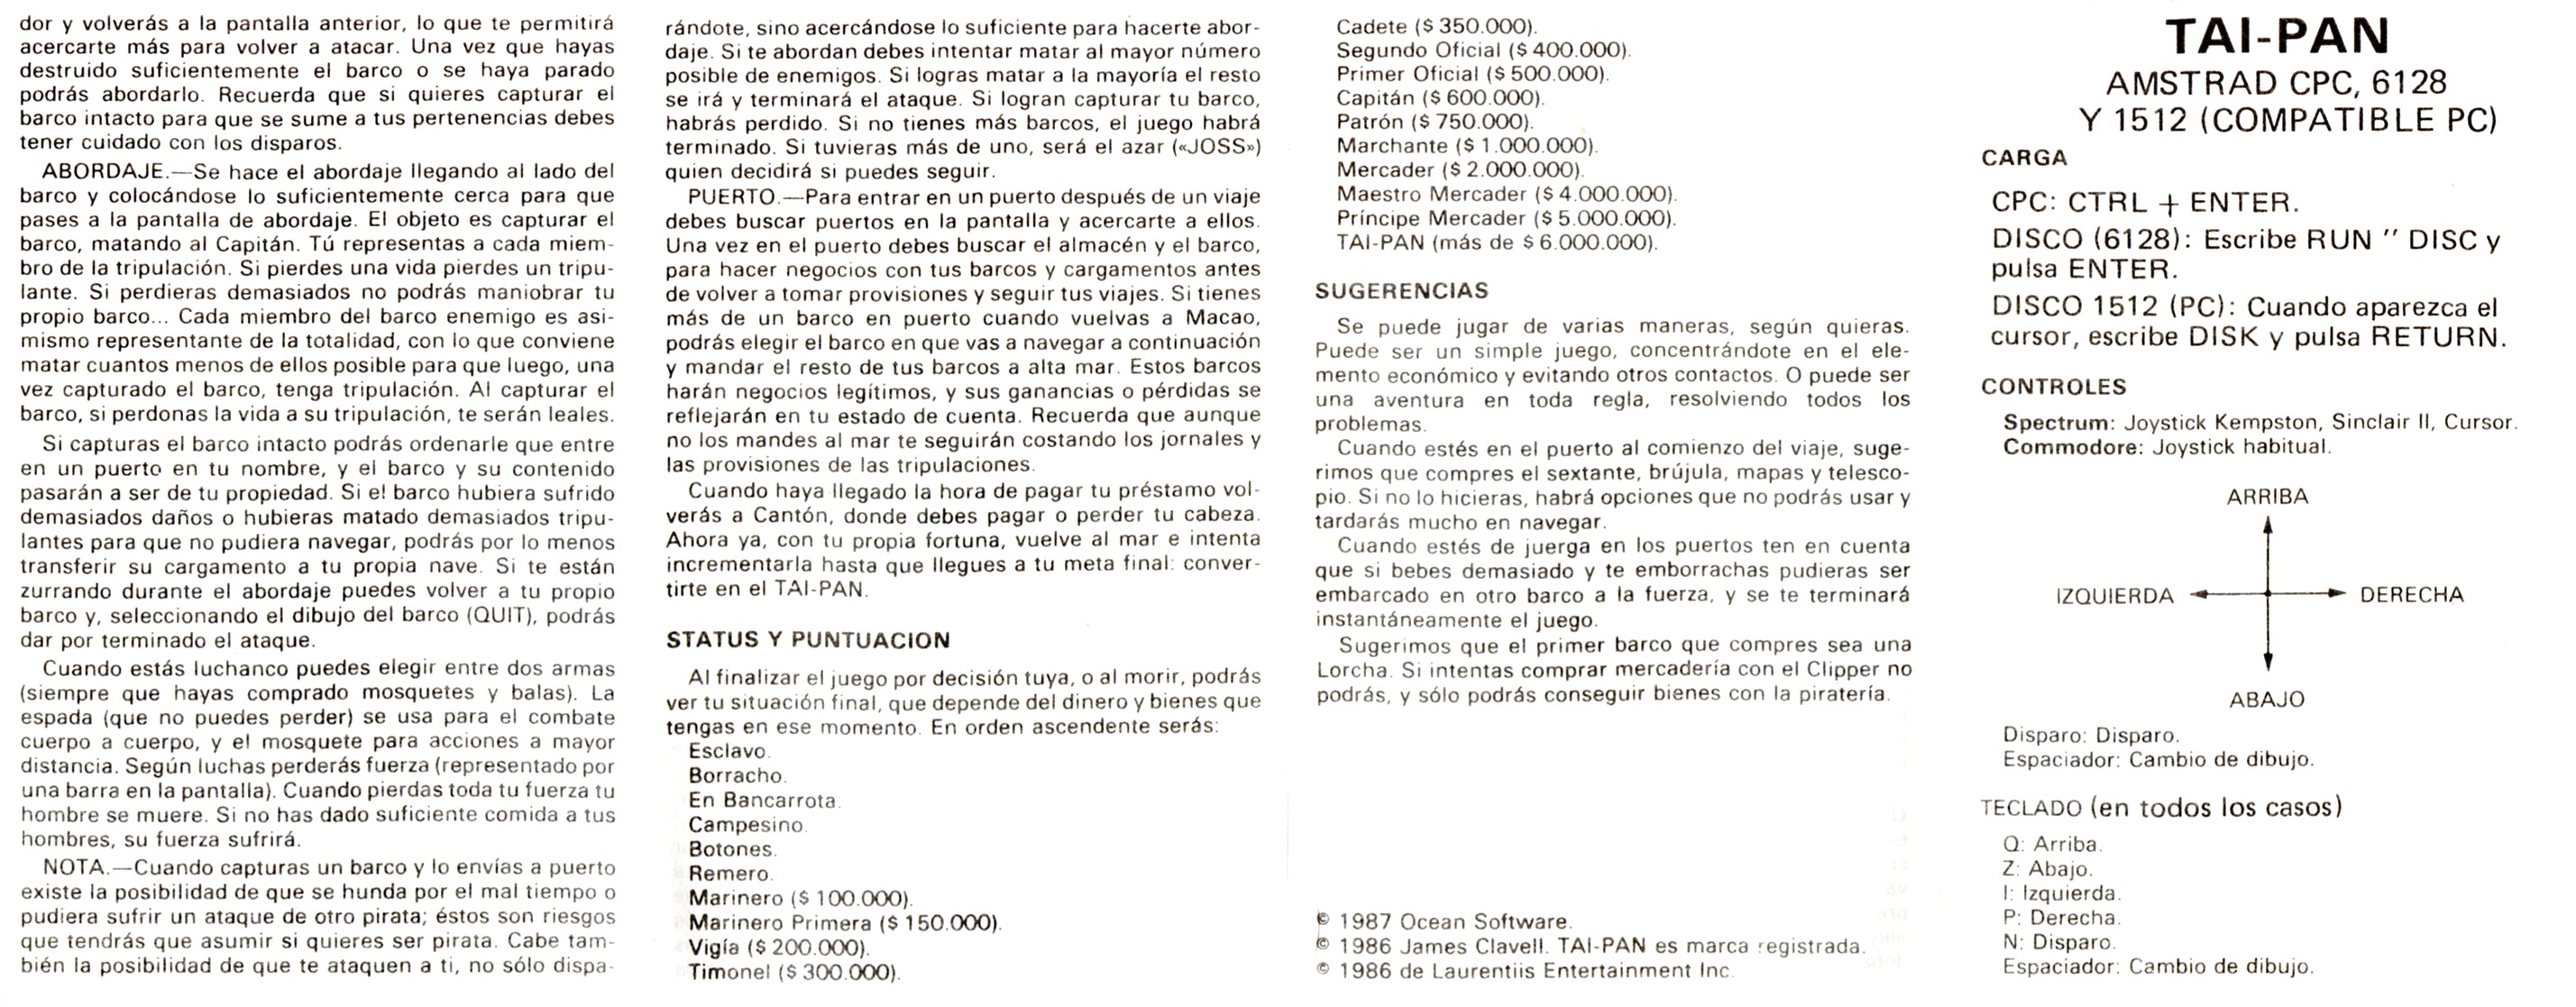 dor y volverás a la pantalla anterior, lo que te permitirá
acercarte más para volver a atacar. Una vez que hayas
destruido suficientemente el barco o se haya parado
podrás abordarlo. Recuerda que si quieres capturar el
barco intacto para que se sume a tus pertenencias debes
tener cuidado con los disparos.
ABORDAJE.—Se hace el abordaje llegando al lado del
barco y colocándose lo suficientemente cerca para que
pases a la pantalla de abordaje. El objeto es capturar el
barco, matando al Capitán. Tú representas a cada miem-
bro de la tripulación. Si pierdes una vida pierdes un tripu-
lante. Si perdieras demasiados no podrás maniobrar tu
propio barco... Cada miembro del barco enemigo es asi-
mismo representante de la totalidad, con lo que conviene
matar cuantos menos de ellos posible para que luego, una
vez capturado el barco, tenga tripulación. Al capturar el
barco, si perdonas la vida a su tripulación, te serán leales.
Si capturas el barco intacto podrás ordenarle que entre
en un puerto en tu nombre, y el barco y su contenido
pasarán a ser de tu propiedad. Si el barco hubiera sufrido
demasiados daños o hubieras matado demasiados tripu-
lantes para que no pudiera navegar, podrás por lo menos
transferir su cargamento a tu propia nave. Si te están
zurrando durante el abordaje puedes volver a tu propio
barco y, seleccionando el dibujo del barco (QUIT), podrás
dar por terminado el ataque.
Cuando estás luchanco puedes elegir entre dos armas
(siempre que hayas comprado mosquetes y balas). La
espada (que no puedes perder) se usa para el combate
cuerpo a cuerpo, y el mosquete para acciones a mayor
distancia. Según luchas perderás fuerza (representado por
una barra en la pantalla). Cuando pierdas toda tu fuerza tu
hombre se muere. Si no has dado suficiente comida a tus
hombres, su fuerza sufrirá.
NOTA.—Cuando capturas un barco y lo envías a puerto
existe la posibilidad de que se hunda por el mal tiempo o
pudiera sufrir un ataque de otro pirata; éstos son riesgos
que tendrás que asumir si quieres ser pirata. Cabe tam-
bién la posibilidad de que te ataquen a ti, no sólo dispa-
rándote, sino acercándose lo suficiente para hacerte abor-
daje. Si te abordan debes intentar matar al mayor número
posible de enemigos. Si logras matar a la mayoría el resto
se irá y terminará el ataque. Si logran capturar tu barco,
habrás perdido. Si no tienes más barcos, el juego habrá
terminado. Si tuvieras más de uno, será el azar («JOSS»)
quien decidirá si puedes seguir.
PUERTO.—Para entrar en un puerto después de un viaje
debes buscar puertos en la pantalla y acercarte a ellos.
Una vez en el puerto debes buscar el almacén y el barco,
para hacer negocios con tus barcos y cargamentos antes
de volver a tomar provisiones y seguir tus viajes. Si tienes
más de un barco en puerto cuando vuelvas a Macao,
podrás elegir el barco en que vas a navegar a continuación
y mandar el resto de tus barcos a alta mar. Estos barcos
harán negocios legítimos, y sus ganancias o pérdidas se
reflejarán en tu estado de cuenta. Recuerda que aunque
no los mandes al mar te seguirán costando los jornales y
las provisiones de las tripulaciones.
Cuando haya llegado la hora de pagar tu préstamo vol-
verás a Cantón, donde debes pagar o perder tu cabeza.
Ahora ya, con tu propia fortuna, vuelve al mar e intenta
incrementarla hasta que llegues a tu meta final: conver-
tirte en el TAI-PAN.
STATUS Y PUNTUACION
Al finalizar el juego por decisión tuya, o al morir, podrás
ver tu situación final, que depende del dinero y bienes que
tengas en ese momento. En orden ascendente serás:
Esclavo.
Borracho.
En Bancarrota.
Campesino.
Botones.
Remero.
Marinero ($ 100.000).
Marinero Primera ($ 150.000).
Vigía ($ 200.000).
Timonel ($ 300.000).
Cadete ($ 350.000).
Segundo Oficial ($ 400.000).
Primer Oficial ($ 500.000).
Capitán ($ 600.000).
Patrón ($ 750.000).
Marchante ($ 1.000.000).
Mercader ($ 2.000.000).
Maestro Mercader ($ 4.000.000).
Príncipe Mercader ($ 5.000.000).
TAI-PAN (más de $ 6.000.000).
SUGERENCIAS
Se puede jugar de varias maneras, según quieras.
Puede ser un simple juego, concentrándote en el ele-
mento económico y evitando otros contactos. O puede ser
una aventura en toda regla, resolviendo todos los
problemas.
Cuando estés en el puerto al comienzo del viaje, suge-
rimos que compres el sextante, brújula, mapas y telesco-
pio. Si no lo hicieras, habrá opciones que no podrás usar y
tardarás mucho en navegar.
Cuando estés de juerga en los puertos ten en cuenta
que si bebes demasiado y te emborrachas pudieras ser
embarcado en otro barco a la fuerza, y se te terminará
instantáneamente el juego.
Sugerimos que el primer barco que compres sea una
Lorcha. Si intentas comprar mercadería con el Clipper no
podrás, y sólo podrás conseguir bienes con la piratería.
© 1987 Ocean Software.
© 1986 James Clavell. TAI-PAN es marca registrada.
© 1986 de Laurentiis Entertainment Inc.
TAI-PAN
AMSTRAD CPC, 6128
Y 1512 (COMPATIBLE PC)
CARGA
CPC: CTRL + ENTER.
DISCO (6128): Escribe RUN " DISC y
pulsa ENTER.
DISCO 1512 (PC): Cuando aparezca el
cursor, escribe DISK y pulsa RETURN.
CONTROLES
Spectrum: Joystick Kempston, Sinclair II, Cursor.
Commodore: Joystick habitual.
ARRIBA
IZQUIERDA DERECHA
ABAJO
Disparo: Disparo.
Espaciador: Cambio de dibujo.
TECLADO (en todos los casos)
Q: Arriba.
Z: Abajo.
I: Izquierda.
P: Derecha.
N: Disparo.
Espaciador: Cambio de dibujo.